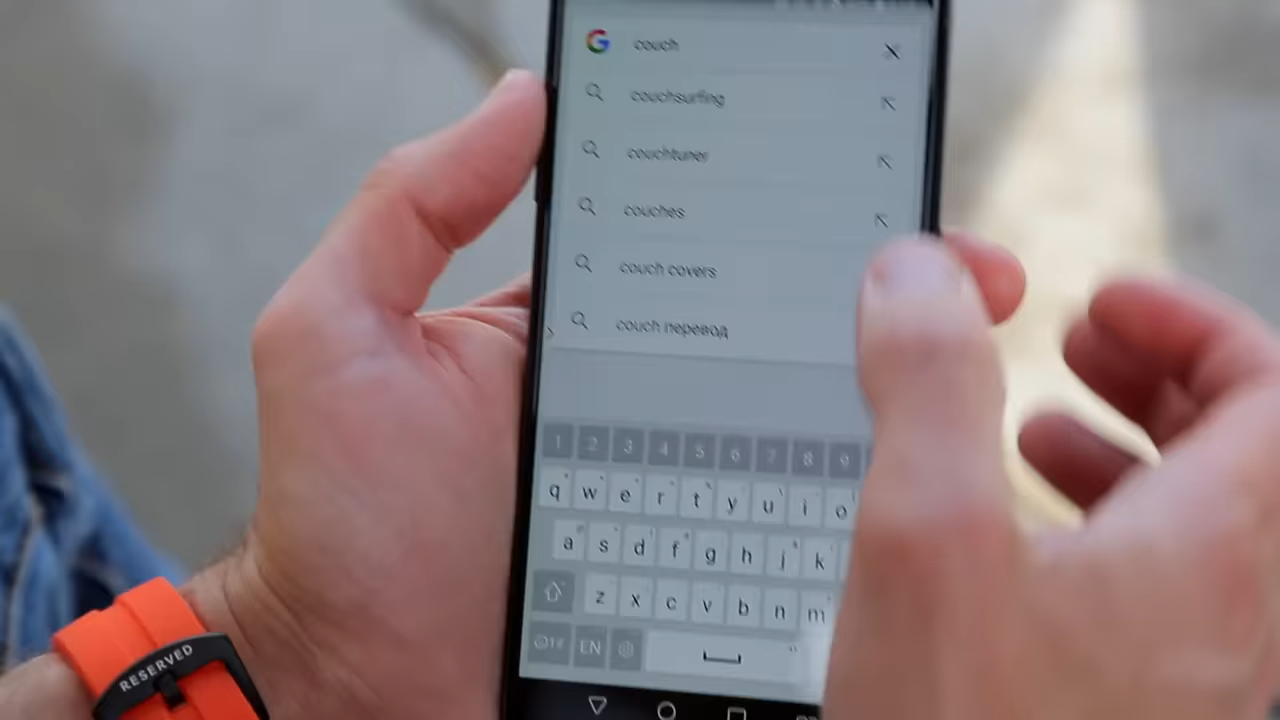 couch
couchsurfing
couchtuner
couches
couch covers
couch перевод
1 2 3 4 5 6 7 8 9
q w e r t y u i o
a s d f g h j k
z x c v b n m
EN
RESERVED